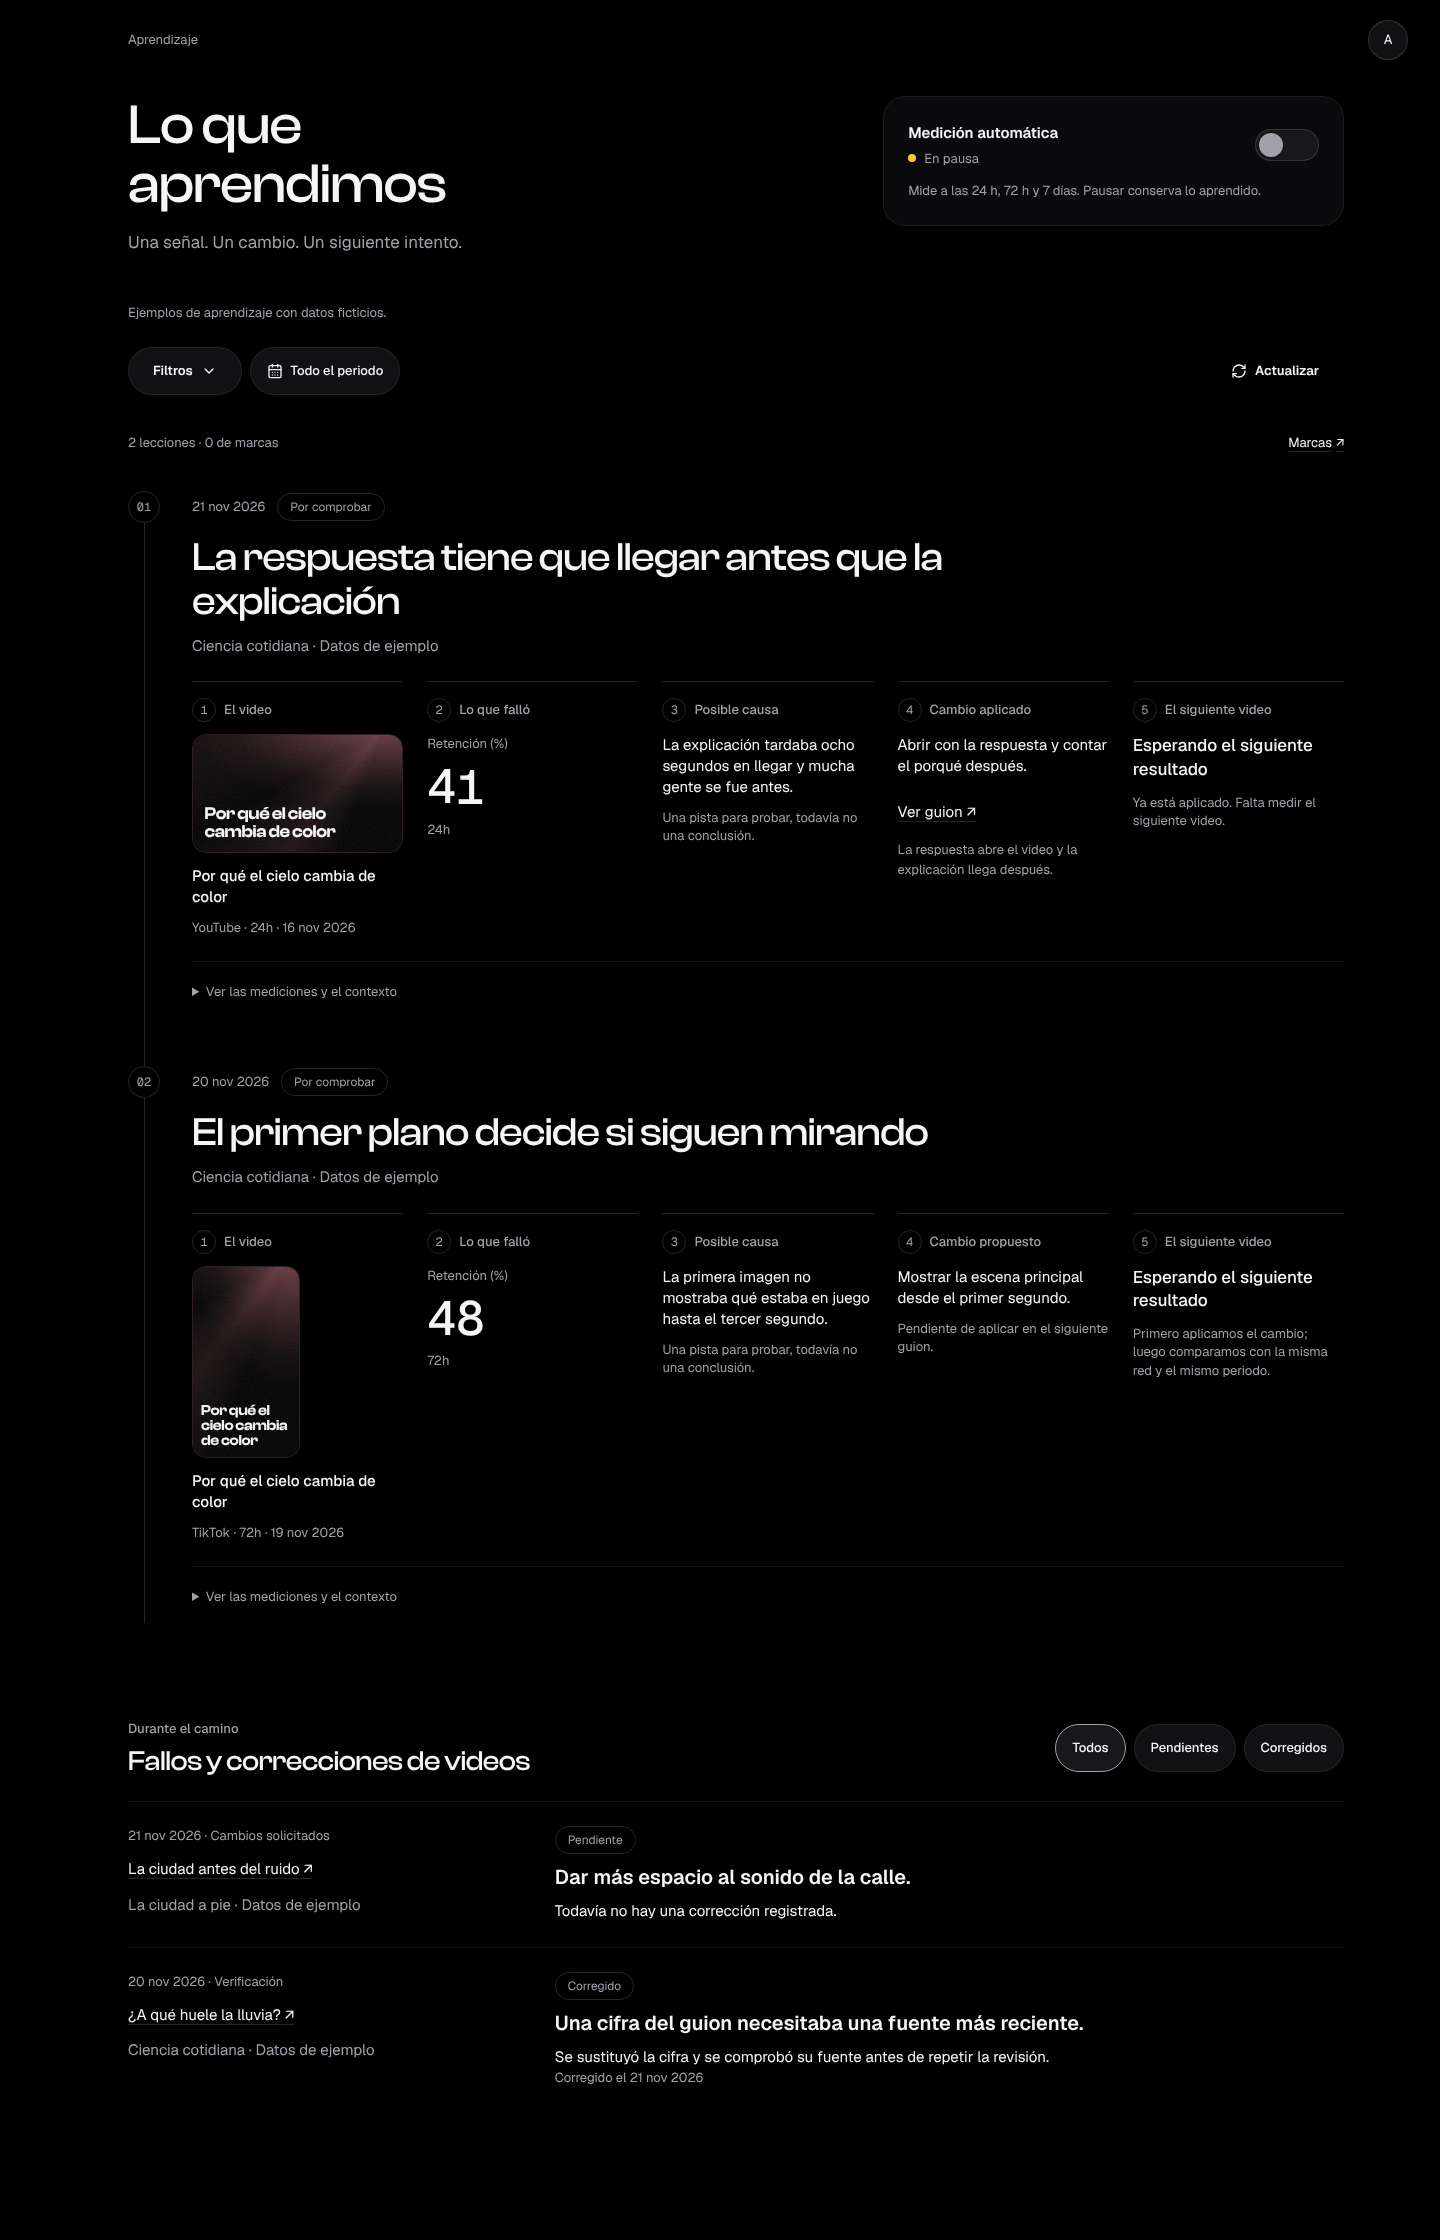 Aprendizaje
A
Lo que
aprendimos
Una señal. Un cambio. Un siguiente intento.
Medición automática
En pausa
Mide a las 24 h, 72 h y 7 días. Pausar conserva lo aprendido.
Ejemplos de aprendizaje con datos ficticios.
Filtros
Todo el periodo
Actualizar
2 lecciones · 0 de marcas
Marcas ↗
01
21 nov 2026
Por comprobar
La respuesta tiene que llegar antes que la
explicación
Ciencia cotidiana · Datos de ejemplo
1 El video
Por qué el cielo
cambia de color
Por qué el cielo cambia de
color
YouTube · 24h · 16 nov 2026
2 Lo que falló
Retención (%)
41
24h
3 Posible causa
La explicación tardaba ocho
segundos en llegar y mucha
gente se fue antes.
Una pista para probar, todavía no
una conclusión.
4 Cambio aplicado
Abrir con la respuesta y contar
el porqué después.
Ver guion ↗
La respuesta abre el video y la
explicación llega después.
5 El siguiente video
Esperando el siguiente
resultado
Ya está aplicado. Falta medir el
siguiente video.
▶ Ver las mediciones y el contexto
02
20 nov 2026
Por comprobar
El primer plano decide si siguen mirando
Ciencia cotidiana · Datos de ejemplo
1 El video
Por qué el
cielo cambia
de color
Por qué el cielo cambia de
color
TikTok · 72h · 19 nov 2026
2 Lo que falló
Retención (%)
48
72h
3 Posible causa
La primera imagen no
mostraba qué estaba en juego
hasta el tercer segundo.
Una pista para probar, todavía no
una conclusión.
4 Cambio propuesto
Mostrar la escena principal
desde el primer segundo.
Pendiente de aplicar en el siguiente
guion.
5 El siguiente video
Esperando el siguiente
resultado
Primero aplicamos el cambio;
luego comparamos con la misma
red y el mismo periodo.
▶ Ver las mediciones y el contexto
Durante el camino
Fallos y correcciones de videos
Todos
Pendientes
Corregidos
21 nov 2026 · Cambios solicitados
La ciudad antes del ruido ↗
La ciudad a pie · Datos de ejemplo
Pendiente
Dar más espacio al sonido de la calle.
Todavía no hay una corrección registrada.
20 nov 2026 · Verificación
¿A qué huele la lluvia? ↗
Ciencia cotidiana · Datos de ejemplo
Corregido
Una cifra del guion necesitaba una fuente más reciente.
Se sustituyó la cifra y se comprobó su fuente antes de repetir la revisión.
Corregido el 21 nov 2026